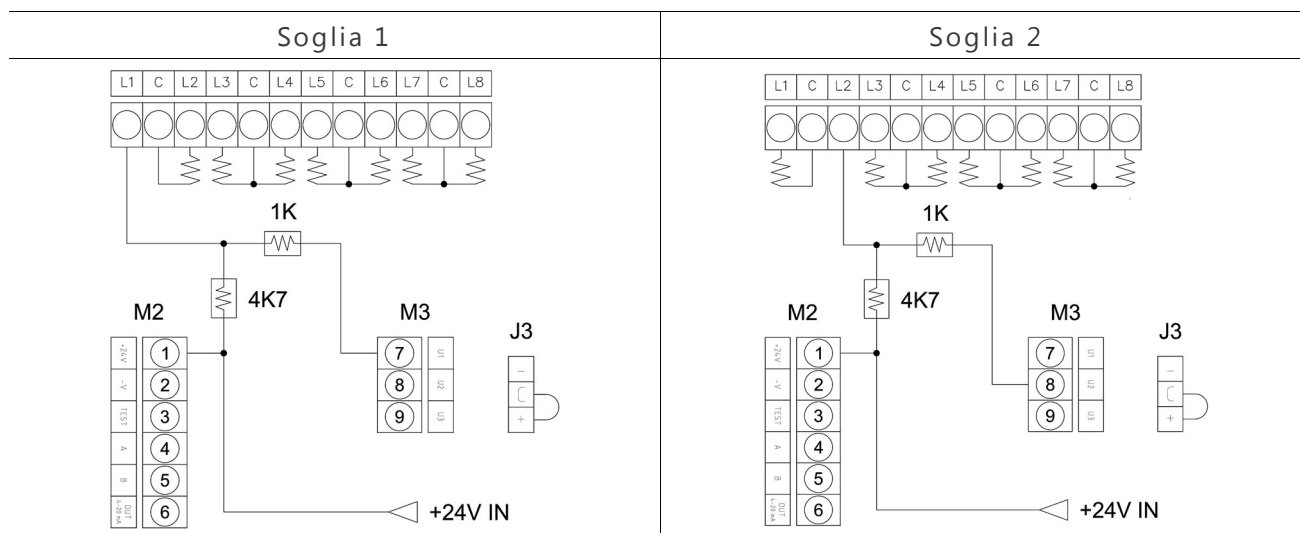 Soglia 1
Soglia 2
L1 C L2 L3 C L4 L5 C L6 L7 C L8
1K
4K7
M2
M3
J3
+24V
-V
TEST
A
B
OUT
4-20 mA
1
2
3
4
5
6
7
8
9
U1
U2
U3
-
C
+
+24V IN
L1 C L2 L3 C L4 L5 C L6 L7 C L8
1K
4K7
M2
M3
J3
+24V
-V
TEST
A
B
OUT
4-20 mA
1
2
3
4
5
6
7
8
9
U1
U2
U3
-
C
+
+24V IN